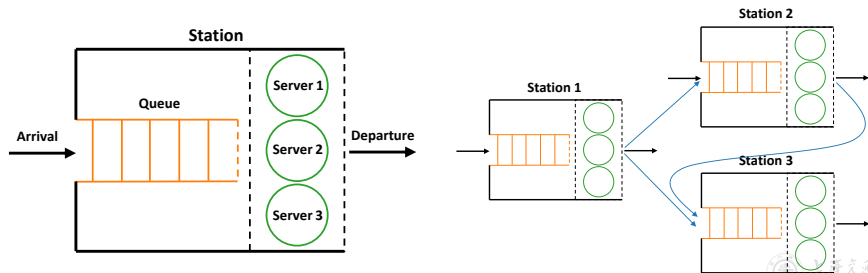 Station
Queue
Server 1
Arrival
Server 2
Departure
Server 3
Station 1
Station 2
Station 3